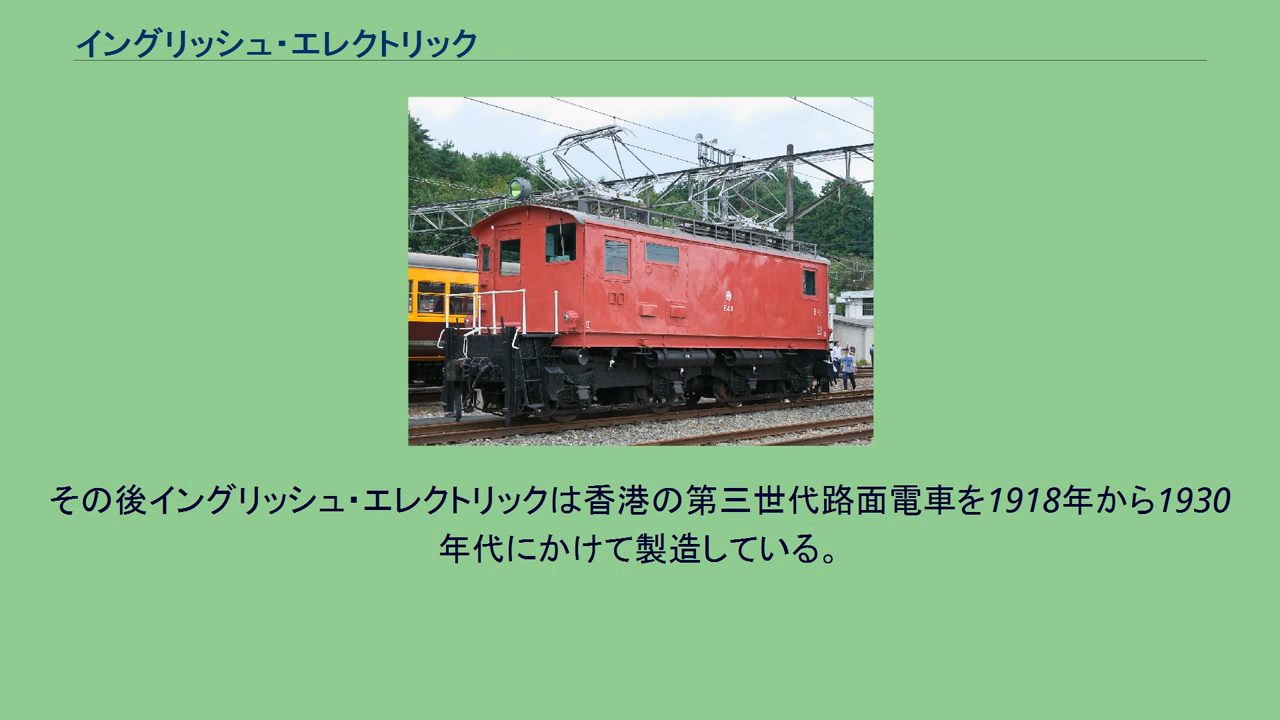 イングリッシュ・エレクトリック
その後イングリッシュ・エレクトリックは香港の第三世代路面電車を1918年から1930
年代にかけて製造している。